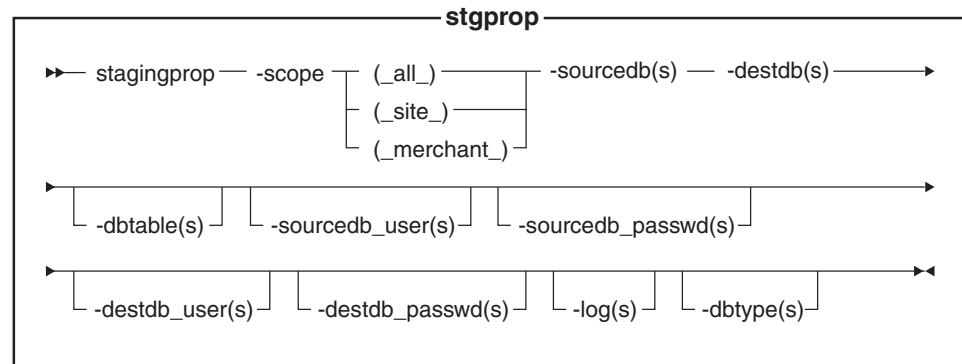 stgprop
stagingprop -scope (_all_) -sourcedb(s) -destdb(s)
(_site_)
(_merchant_)
-dbtable(s) -sourcedb_user(s) -sourcedb_passwd(s)
-destdb_user(s) -destdb_passwd(s) -log(s) -dbtype(s)